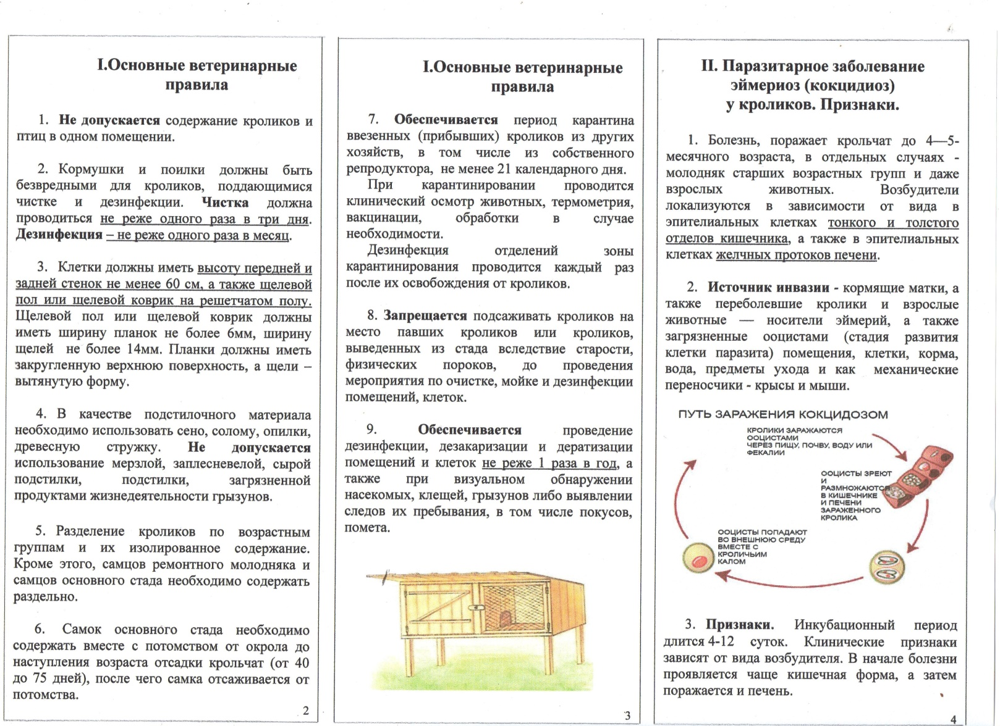 I.Основные ветеринарные
правила
1. Не допускается содержание кроликов и
птиц в одном помещении.
2. Кормушки и поилки должны быть
безвредными для кроликов, поддающимися
чистке и дезинфекции. Чистка должна
проводиться не реже одного раза в три дня.
Дезинфекция – не реже одного раза в месяц.
3. Клетки должны иметь высоту передней и
задней стенок не менее 60 см, а также щелевой
пол или щелевой коврик на решетчатом полу.
Щелевой пол или щелевой коврик должны
иметь ширину планок не более 6мм, ширину
щелей не более 14мм. Планки должны иметь
закругленную верхнюю поверхность, а щели –
вытянутую форму.
4. В качестве подстилочного материала
необходимо использовать сено, солому, опилки,
древесную стружку. Не допускается
использование мерзлой, заплесневелой, сырой
подстилки, подстилки, загрязненной
продуктами жизнедеятельности грызунов.
5. Разделение кроликов по возрастным
группам и их изолированное содержание.
Кроме этого, самцов ремонтного молодняка и
самцов основного стада необходимо содержать
раздельно.
6. Самок основного стада необходимо
содержать вместе с потомством от окрола до
наступления возраста отсадки крольчат (от 40
до 75 дней), после чего самка отсаживается от
потомства.
2
I.Основные ветеринарные
правила
7. Обеспечивается период карантина
ввезенных (прибывших) кроликов из других
хозяйств, в том числе из собственного
репродуктора, не менее 21 календарного дня.
При карантинировании проводится
клинический осмотр животных, термометрия,
вакцинации, обработки в случае
необходимости.
Дезинфекция отделений зоны
карантинирования проводится каждый раз
после их освобождения от кроликов.
8. Запрещается подсаживать кроликов на
место павших кроликов или кроликов,
выведенных из стада вследствие старости,
физических пороков, до проведения
мероприятия по очистке, мойке и дезинфекции
помещений, клеток.
9. Обеспечивается проведение
дезинфекции, дезакаризации и дератизации
помещений и клеток не реже 1 раза в год, а
также при визуальном обнаружении
насекомых, клещей, грызунов либо выявлении
следов их пребывания, в том числе покусов,
помета.
3
II. Паразитарное заболевание
эймериоз (кокцидиоз)
у кроликов. Признаки.
1. Болезнь, поражает крольчат до 4—5-
месячного возраста, в отдельных случаях -
молодняк старших возрастных групп и даже
взрослых животных. Возбудители
локализуются в зависимости от вида в
эпителиальных клетках тонкого и толстого
отделов кишечника, а также в эпителиальных
клетках желчных протоков печени.
2. Источник инвазии - кормящие матки, а
также переболевшие кролики и взрослые
животные — носители эймерий, а также
загрязненные ооцистами (стадия развития
клетки паразита) помещения, клетки, корма,
вода, предметы ухода и как механические
переносчики - крысы и мыши.
ПУТЬ ЗАРАЖЕНИЯ КОКЦИДОЗОМ
КРОЛИКИ ЗАРАЖАЮТСЯ
ООЦИСТАМИ
ЧЕРЕЗ ПИЩУ, ПОЧВУ, ВОДУ ИЛИ
ФЕКАЛИИ
ООЦИСТЫ ЗРЕЮТ
И
РАЗМНОЖАЮТСЯ
В КИШЕЧНИКЕ
И ПЕЧЕНИ
ЗАРАЖЕННОГО
КРОЛИКА
ООЦИСТЫ ПОПАДАЮТ
ВО ВНЕШНЮЮ СРЕДУ
ВМЕСТЕ С
КРОЛИЧЬИМ
КАЛОМ
3. Признаки. Инкубационный период
длится 4-12 суток. Клинические признаки
зависят от вида возбудителя. В начале болезни
проявляется чаще кишечная форма, а затем
поражается и печень.
4